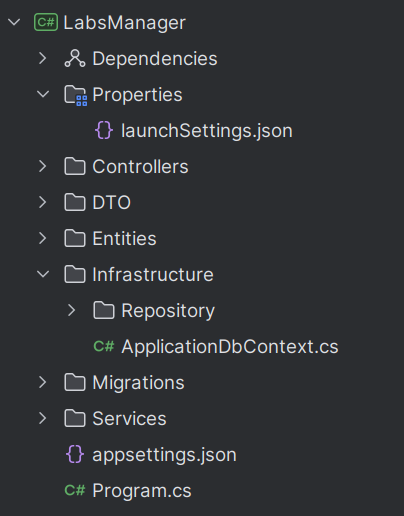 C# LabsManager
Dependencies
Properties
{} launchSettings.json
Controllers
DTO
Entities
Infrastructure
Repository
C# ApplicationDbContext.cs
Migrations
Services
{} appsettings.json
C# Program.cs